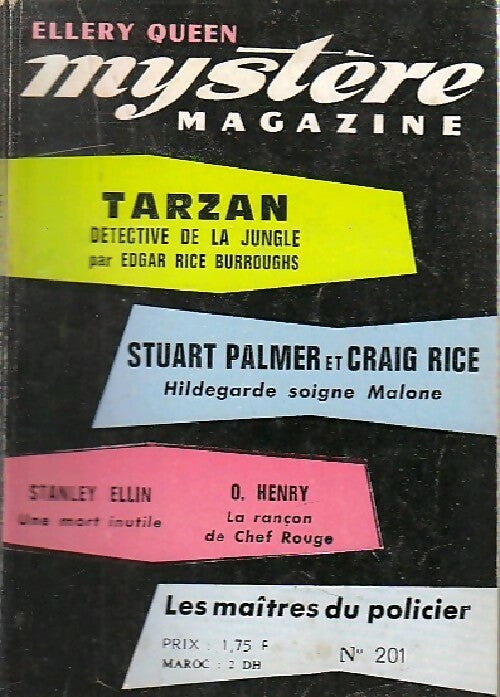 ELLERY QUEEN
mystère
MAGAZINE
TARZAN
DETECTIVE DE LA JUNGLE
par EDGAR RICE BURROUGHS
STUART PALMER ET CRAIG RICE
Hildegarde soigne Malone
STANLEY ELLIN
Une mort inutile
O. HENRY
La rançon
de Chef Rouge
Les maîtres du policier
PRIX : 1,75 F
MAROC : 2 DH
N° 201